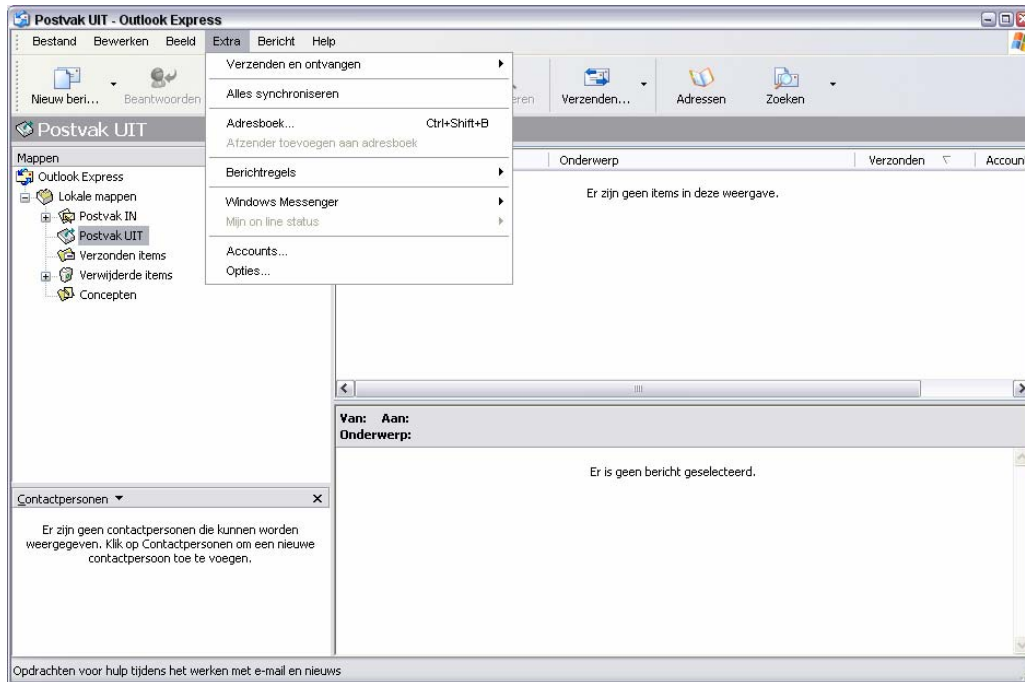 Postvak UIT - Outlook Express
Bestand Bewerken Beeld Extra Bericht Help
Nieuw beri... Beantwoorden eren Verzenden... Adressen Zoeken
Verzenden en ontvangen
Alles synchroniseren
Adresboek... Ctrl+Shift+B
Afzender toevoegen aan adresboek
Berichtregels
Windows Messenger
Mijn on line status
Accounts...
Opties...
Postvak UIT
Mappen
Outlook Express
Lokale mappen
Postvak IN
Postvak UIT
Verzonden items
Verwijderde items
Concepten
Onderwerp Verzonden Accoun
Er zijn geen items in deze weergave.
Van: Aan:
Onderwerp:
Er is geen bericht geselecteerd.
Contactpersonen
Er zijn geen contactpersonen die kunnen worden
weergegeven. Klik op Contactpersonen om een nieuwe
contactpersoon toe te voegen.
Opdrachten voor hulp tijdens het werken met e-mail en nieuws